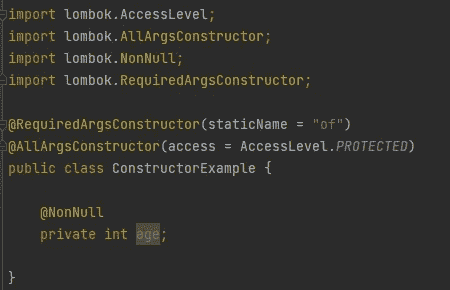 import lombok.AccessLevel;
import lombok.AllArgsConstructor;
import lombok.NonNull;
import lombok.RequiredArgsConstructor;
@RequiredArgsConstructor(staticName = "of")
@AllArgsConstructor(access = AccessLevel.PROTECTED)
public class ConstructorExample {
@NonNull
private int age;
}